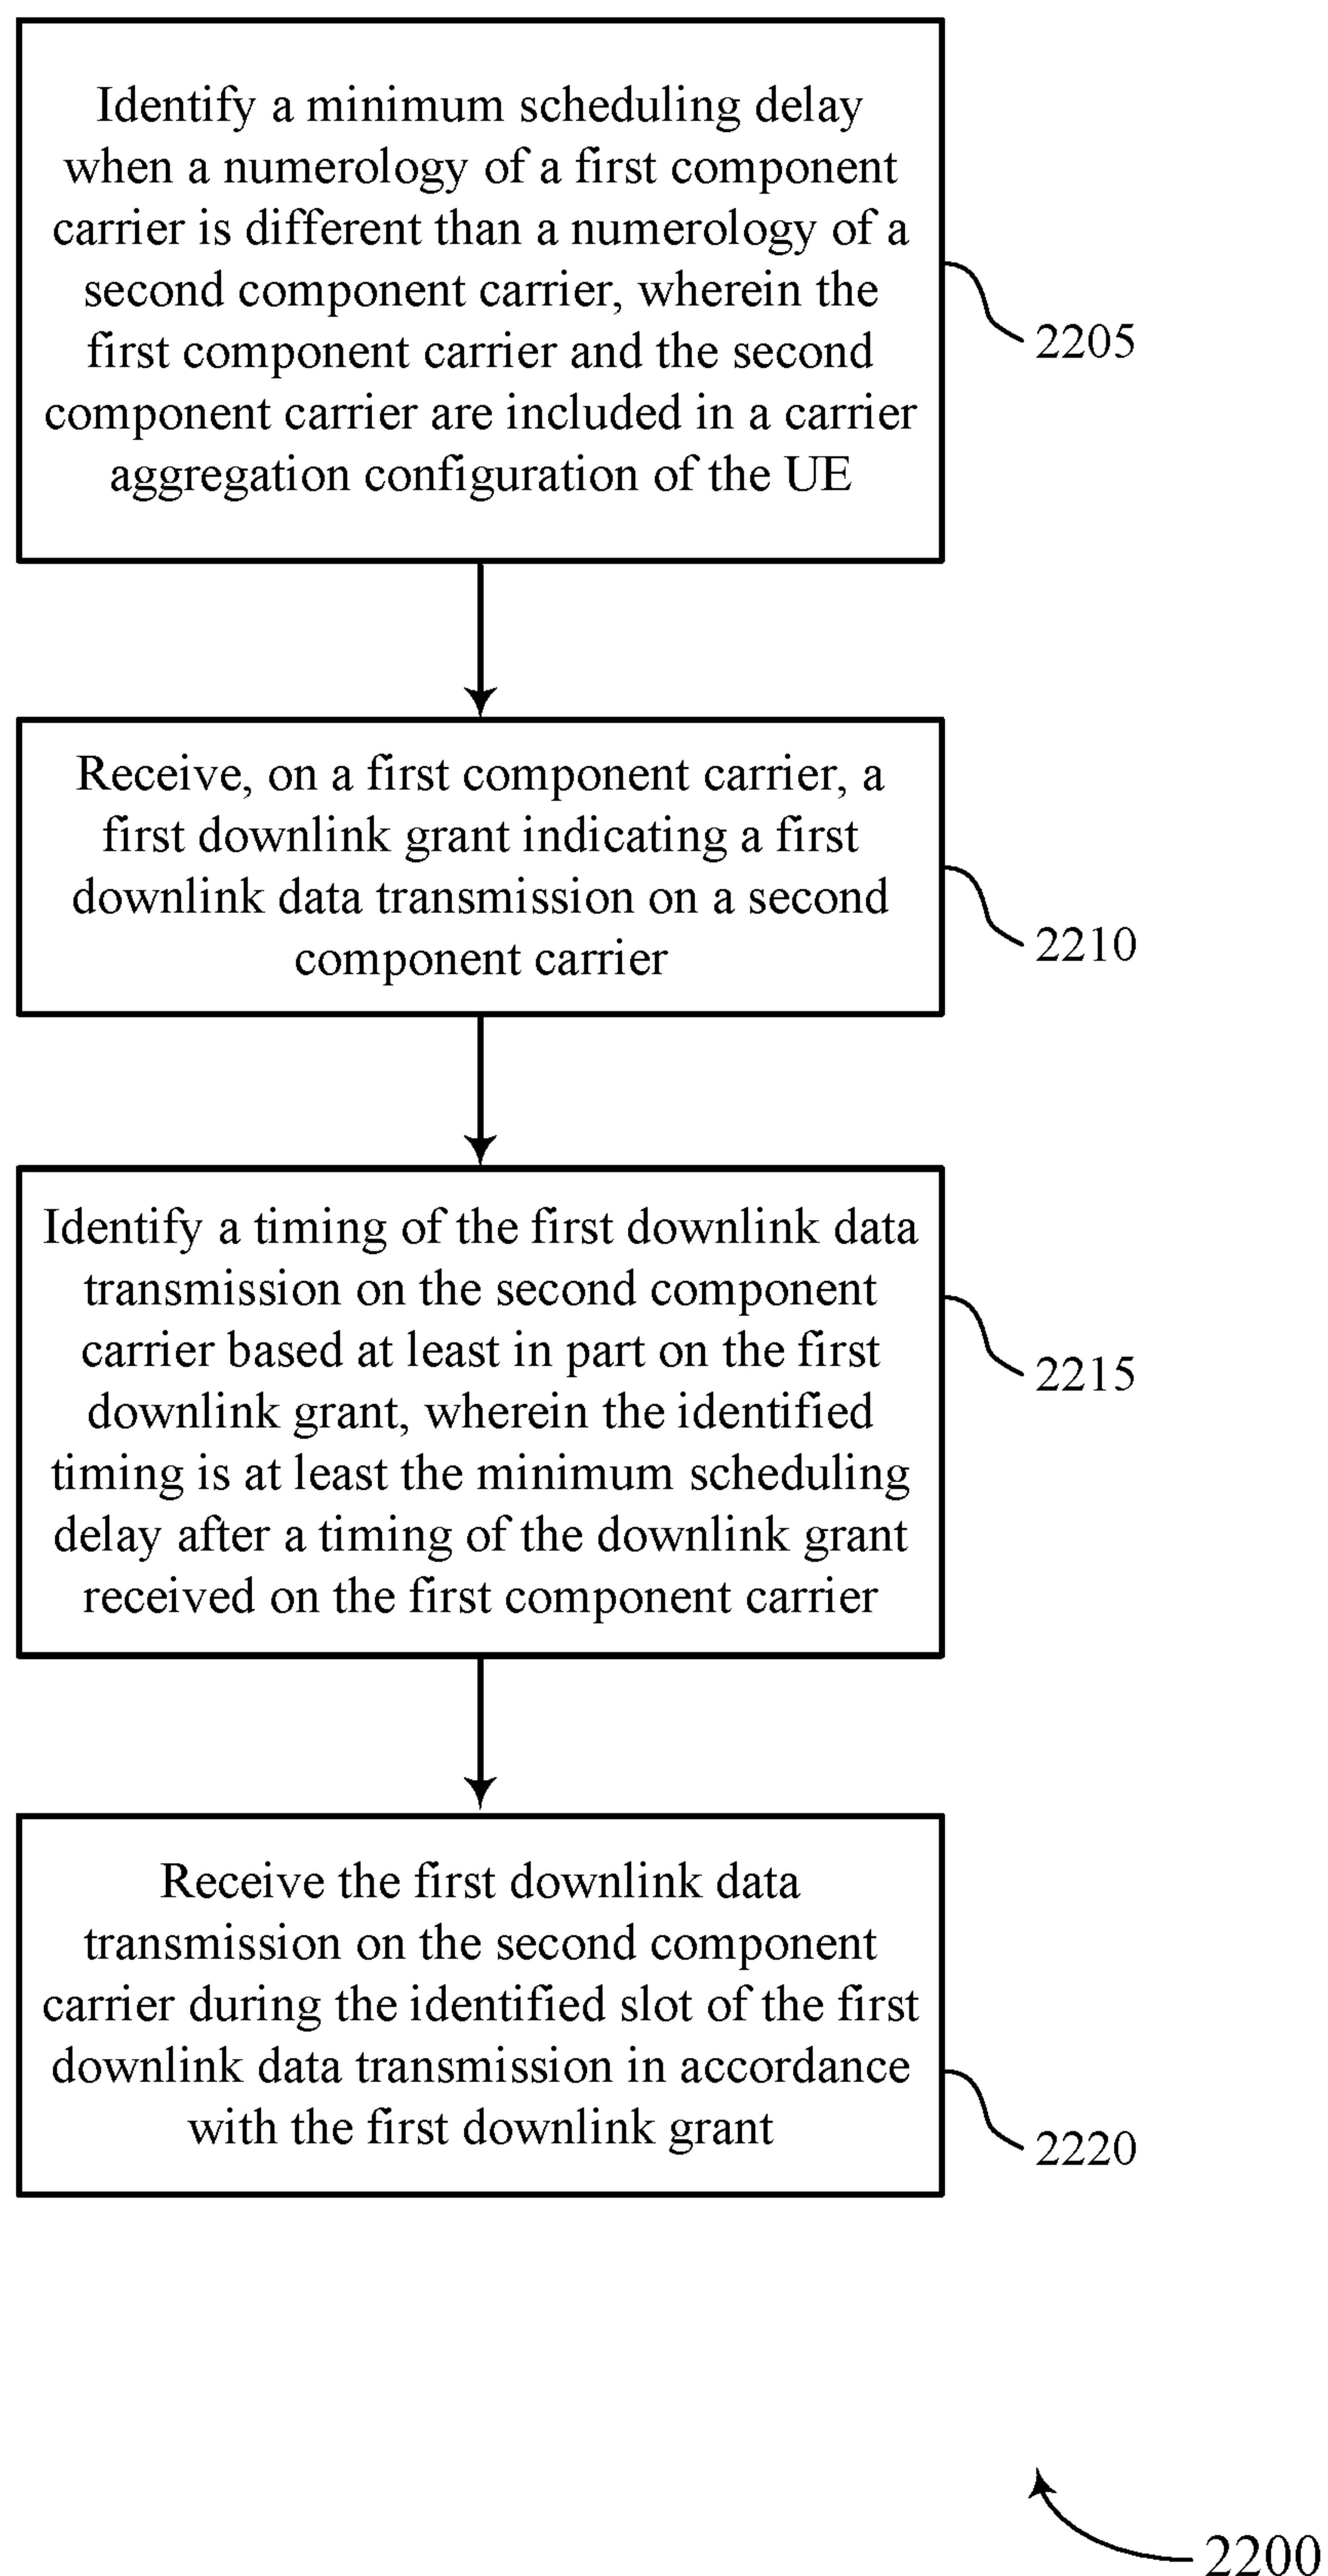 Identify a minimum scheduling delay
when a numerology of a first component
carrier is different than a numerology of a
second component carrier, wherein the
first component carrier and the second
component carrier are included in a carrier
aggregation configuration of the UE
2205
Receive, on a first component carrier, a
first downlink grant indicating a first
downlink data transmission on a second
component carrier
2210
Identify a timing of the first downlink data
transmission on the second component
carrier based at least in part on the first
downlink grant, wherein the identified
timing is at least the minimum scheduling
delay after a timing of the downlink grant
received on the first component carrier
2215
Receive the first downlink data
transmission on the second component
carrier during the identified slot of the first
downlink data transmission in accordance
with the first downlink grant
2220
2200